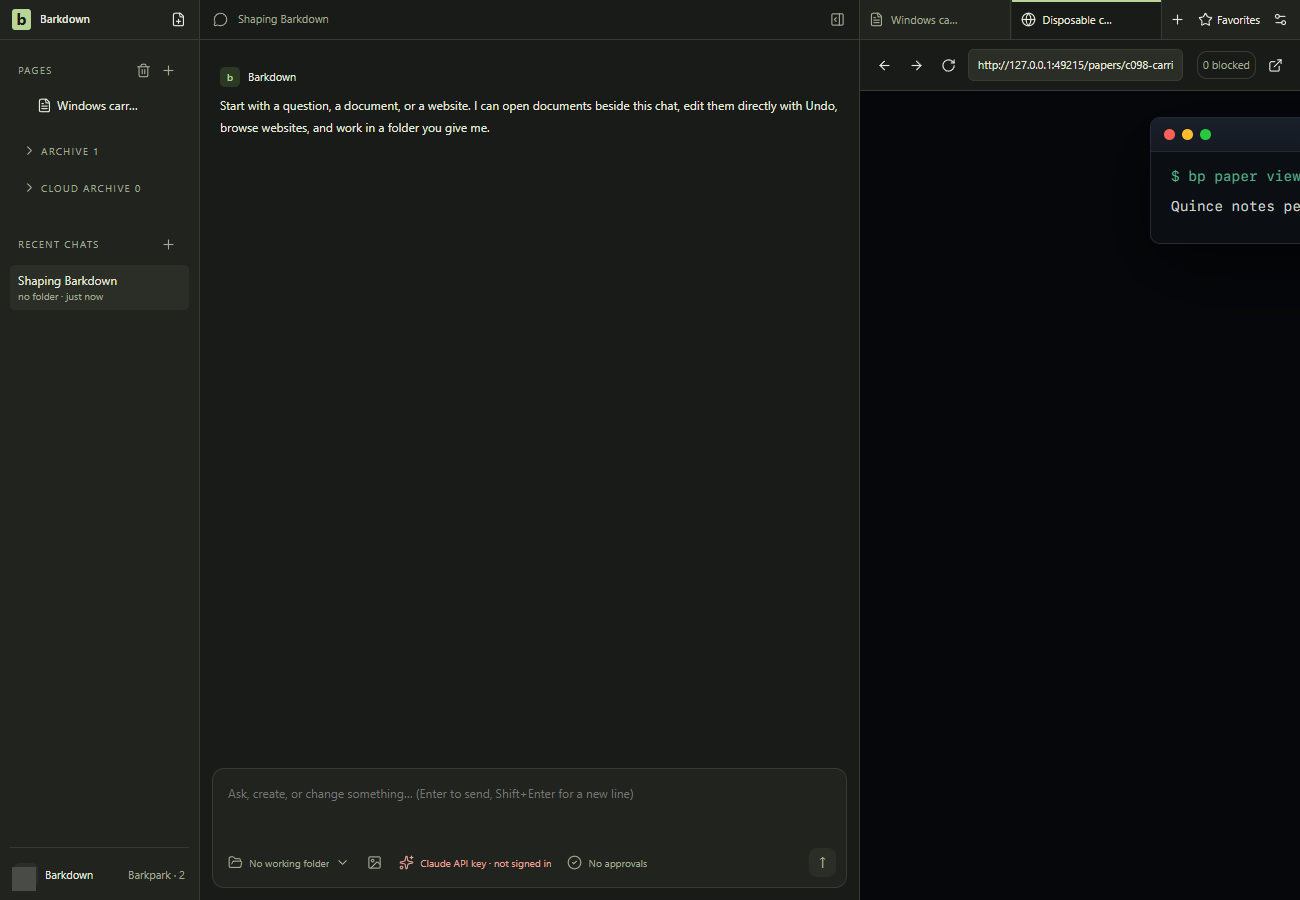 b Barkdown
PAGES
Windows carr...
ARCHIVE 1
CLOUD ARCHIVE 0
RECENT CHATS
Shaping Barkdown
no folder · just now
Barkdown
Barkpark · 2
Shaping Barkdown
b Barkdown
Start with a question, a document, or a website. I can open documents beside this chat, edit them directly with Undo,
browse websites, and work in a folder you give me.
Ask, create, or change something... (Enter to send, Shift+Enter for a new line)
No working folder
Claude API key · not signed in
No approvals
Windows ca...
Disposable c...
Favorites
http://127.0.0.1:49215/papers/c098-carri
0 blocked
$ bp paper view
Quince notes pe